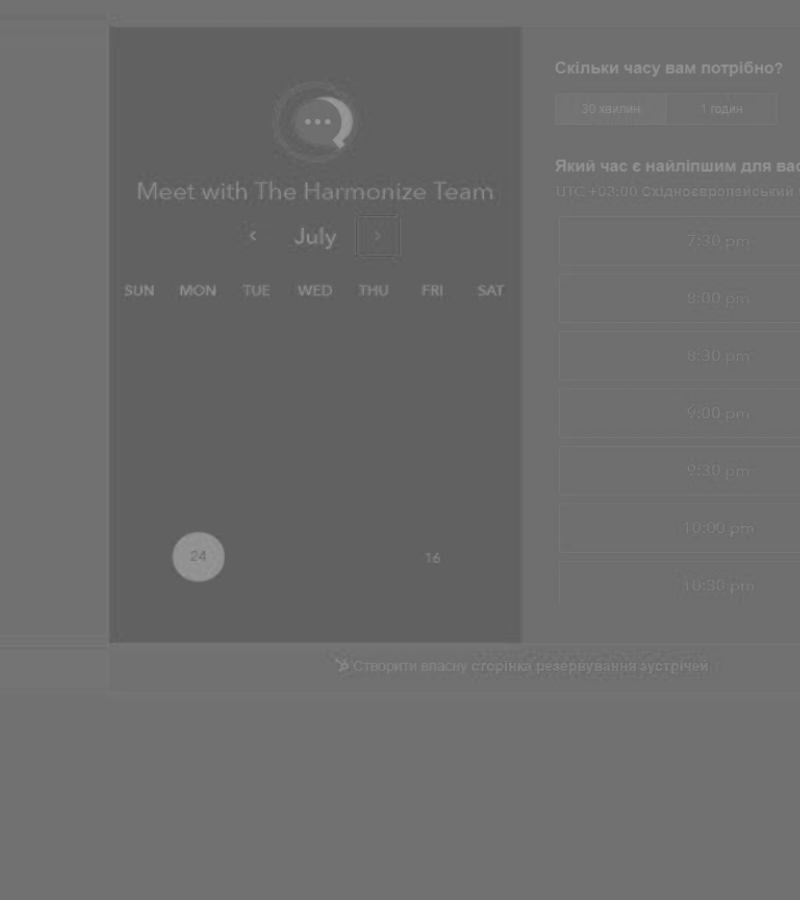 Meet with The Harmonize Team
July
SUN MON TUE WED THU FRI SAT
24 16
Скільки часу вам потрібно?
30 хвилин 1 годин
Який час є найліпшим для вас
UTC +03:00 Східноєвропейський
7:30 pm
8:00 pm
8:30 pm
9:00 pm
9:30 pm
10:00 pm
10:30 pm
Створити власну сторінка резервування зустрічей